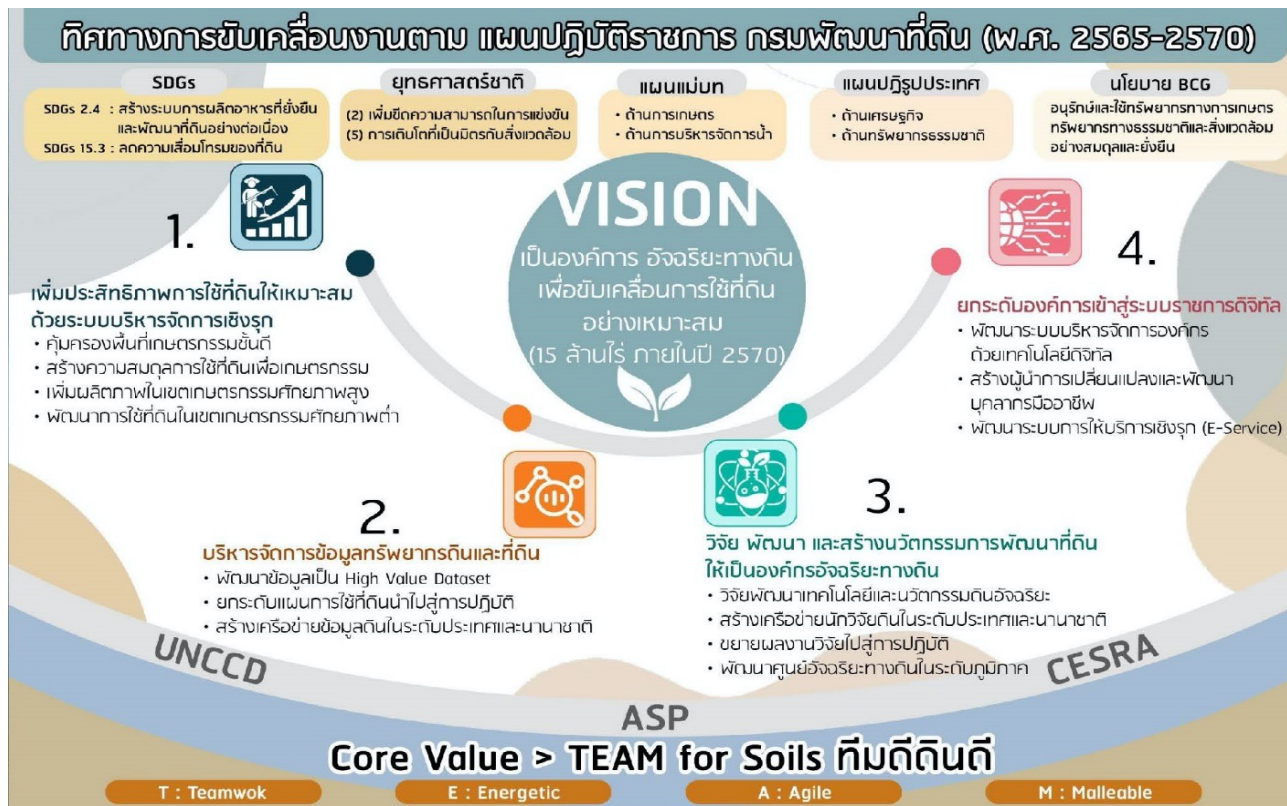 ทิศทางการขับเคลื่อนงานตาม แผนปฏิบัติราชการ กรมพัฒนาที่ดิน (พ.ศ. 2565-2570)
SDGs
SDGs 2.4 : สร้างระบบการผลิตอาหารที่ยั่งยืน
และพัฒนาที่ดินอย่างต่อเนื่อง
SDGs 15.3 : ลดความเสื่อมโทรมของที่ดิน
ยุทธศาสตร์ชาติ
(2) เพิ่มขีดความสามารถในการแข่งขัน
(5) การเติบโตที่เป็นมิตรกับสิ่งแวดล้อม
แผนแม่บท
• ด้านการเกษตร
• ด้านการบริหารจัดการน้ำ
แผนปฏิรูปประเทศ
• ด้านเศรษฐกิจ
• ด้านทรัพยากรธรรมชาติ
นโยบาย BCG
อนุรักษ์และใช้ทรัพยากรทางการเกษตร
ทรัพยากรทางธรรมชาติและสิ่งแวดล้อม
อย่างสมดุลและยั่งยืน
VISION
เป็นองค์การ อัจฉริยะทางดิน
เพื่อขับเคลื่อนการใช้ที่ดิน
อย่างเหมาะสม
(15 ล้านไร่ ภายในปี 2570)
1.
เพิ่มประสิทธิภาพการใช้ที่ดินให้เหมาะสม
ด้วยระบบบริหารจัดการเชิงรุก
• คุ้มครองพื้นที่เกษตรกรรมชั้นดี
• สร้างความสมดุลการใช้ที่ดินเพื่อเกษตรกรรม
• เพิ่มผลิตภาพในเขตเกษตรกรรมศักยภาพสูง
• พัฒนาการใช้ที่ดินในเขตเกษตรกรรมศักยภาพต่ำ
2.
บริหารจัดการข้อมูลทรัพยากรดินและที่ดิน
• พัฒนาข้อมูลเป็น High Value Dataset
• ยกระดับแผนการใช้ที่ดินนำไปสู่การปฏิบัติ
• สร้างเครือข่ายข้อมูลดินในระดับประเทศและนานาชาติ
3.
วิจัย พัฒนา และสร้างนวัตกรรมการพัฒนาที่ดิน
ให้เป็นองค์กรอัจฉริยะทางดิน
• วิจัยพัฒนาเทคโนโลยีและนวัตกรรมดินอัจฉริยะ
• สร้างเครือข่ายนักวิจัยดินในระดับประเทศและนานาชาติ
• ขยายผลงานวิจัยไปสู่การปฏิบัติ
• พัฒนาศูนย์อัจฉริยะทางดินในระดับภูมิภาค
4.
ยกระดับองค์การเข้าสู่ระบบราชการดิจิทัล
• พัฒนาระบบบริหารจัดการองค์กร
ด้วยเทคโนโลยีดิจิทัล
• สร้างผู้นำการเปลี่ยนแปลงและพัฒนา
บุคลากรมืออาชีพ
• พัฒนาระบบการให้บริการเชิงรุก (E-Service)
UNCCD
ASP
CESRA
Core Value > TEAM for Soils ทีมดีดินดี
T : Teamwok
E : Energetic
A : Agile
M : Malleable